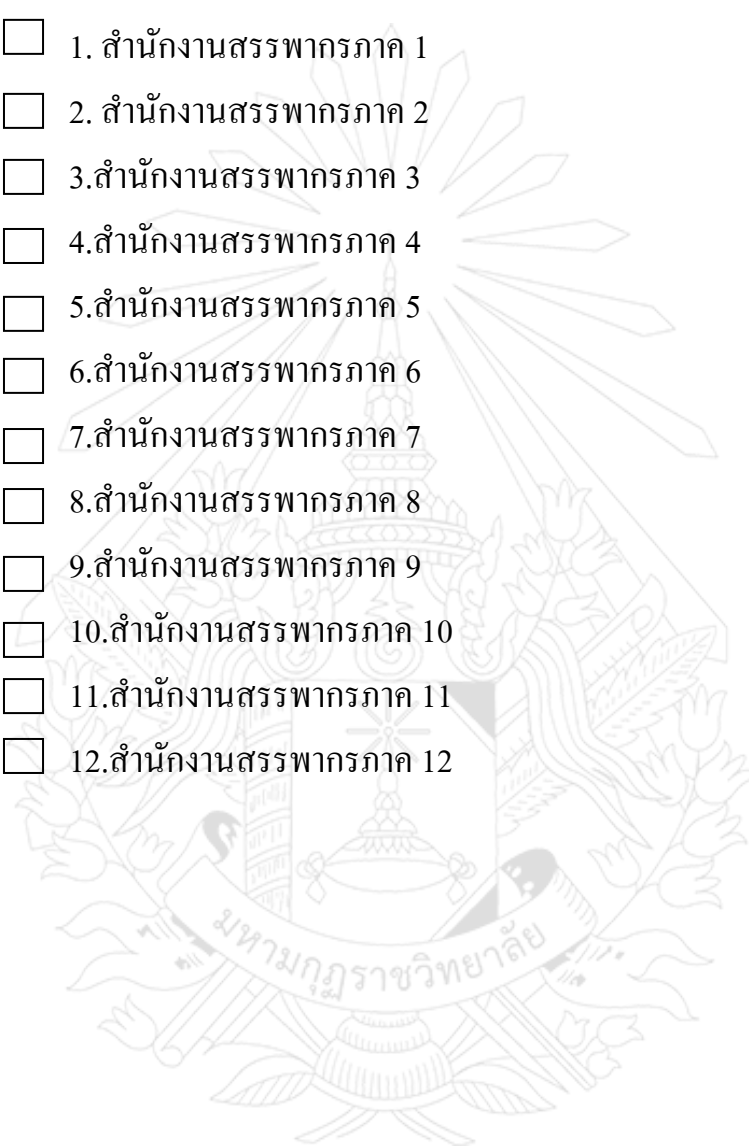 1. สำนักงานสรรพากรภาค 1
2. สำนักงานสรรพากรภาค 2
3.สำนักงานสรรพากรภาค 3
4.สำนักงานสรรพากรภาค 4
5.สำนักงานสรรพากรภาค 5
6.สำนักงานสรรพากรภาค 6
7.สำนักงานสรรพากรภาค 7
8.สำนักงานสรรพากรภาค 8
9.สำนักงานสรรพากรภาค 9
10.สำนักงานสรรพากรภาค 10
11.สำนักงานสรรพากรภาค 11
12.สำนักงานสรรพากรภาค 12
มหามกุฏราชวิทยาลัย